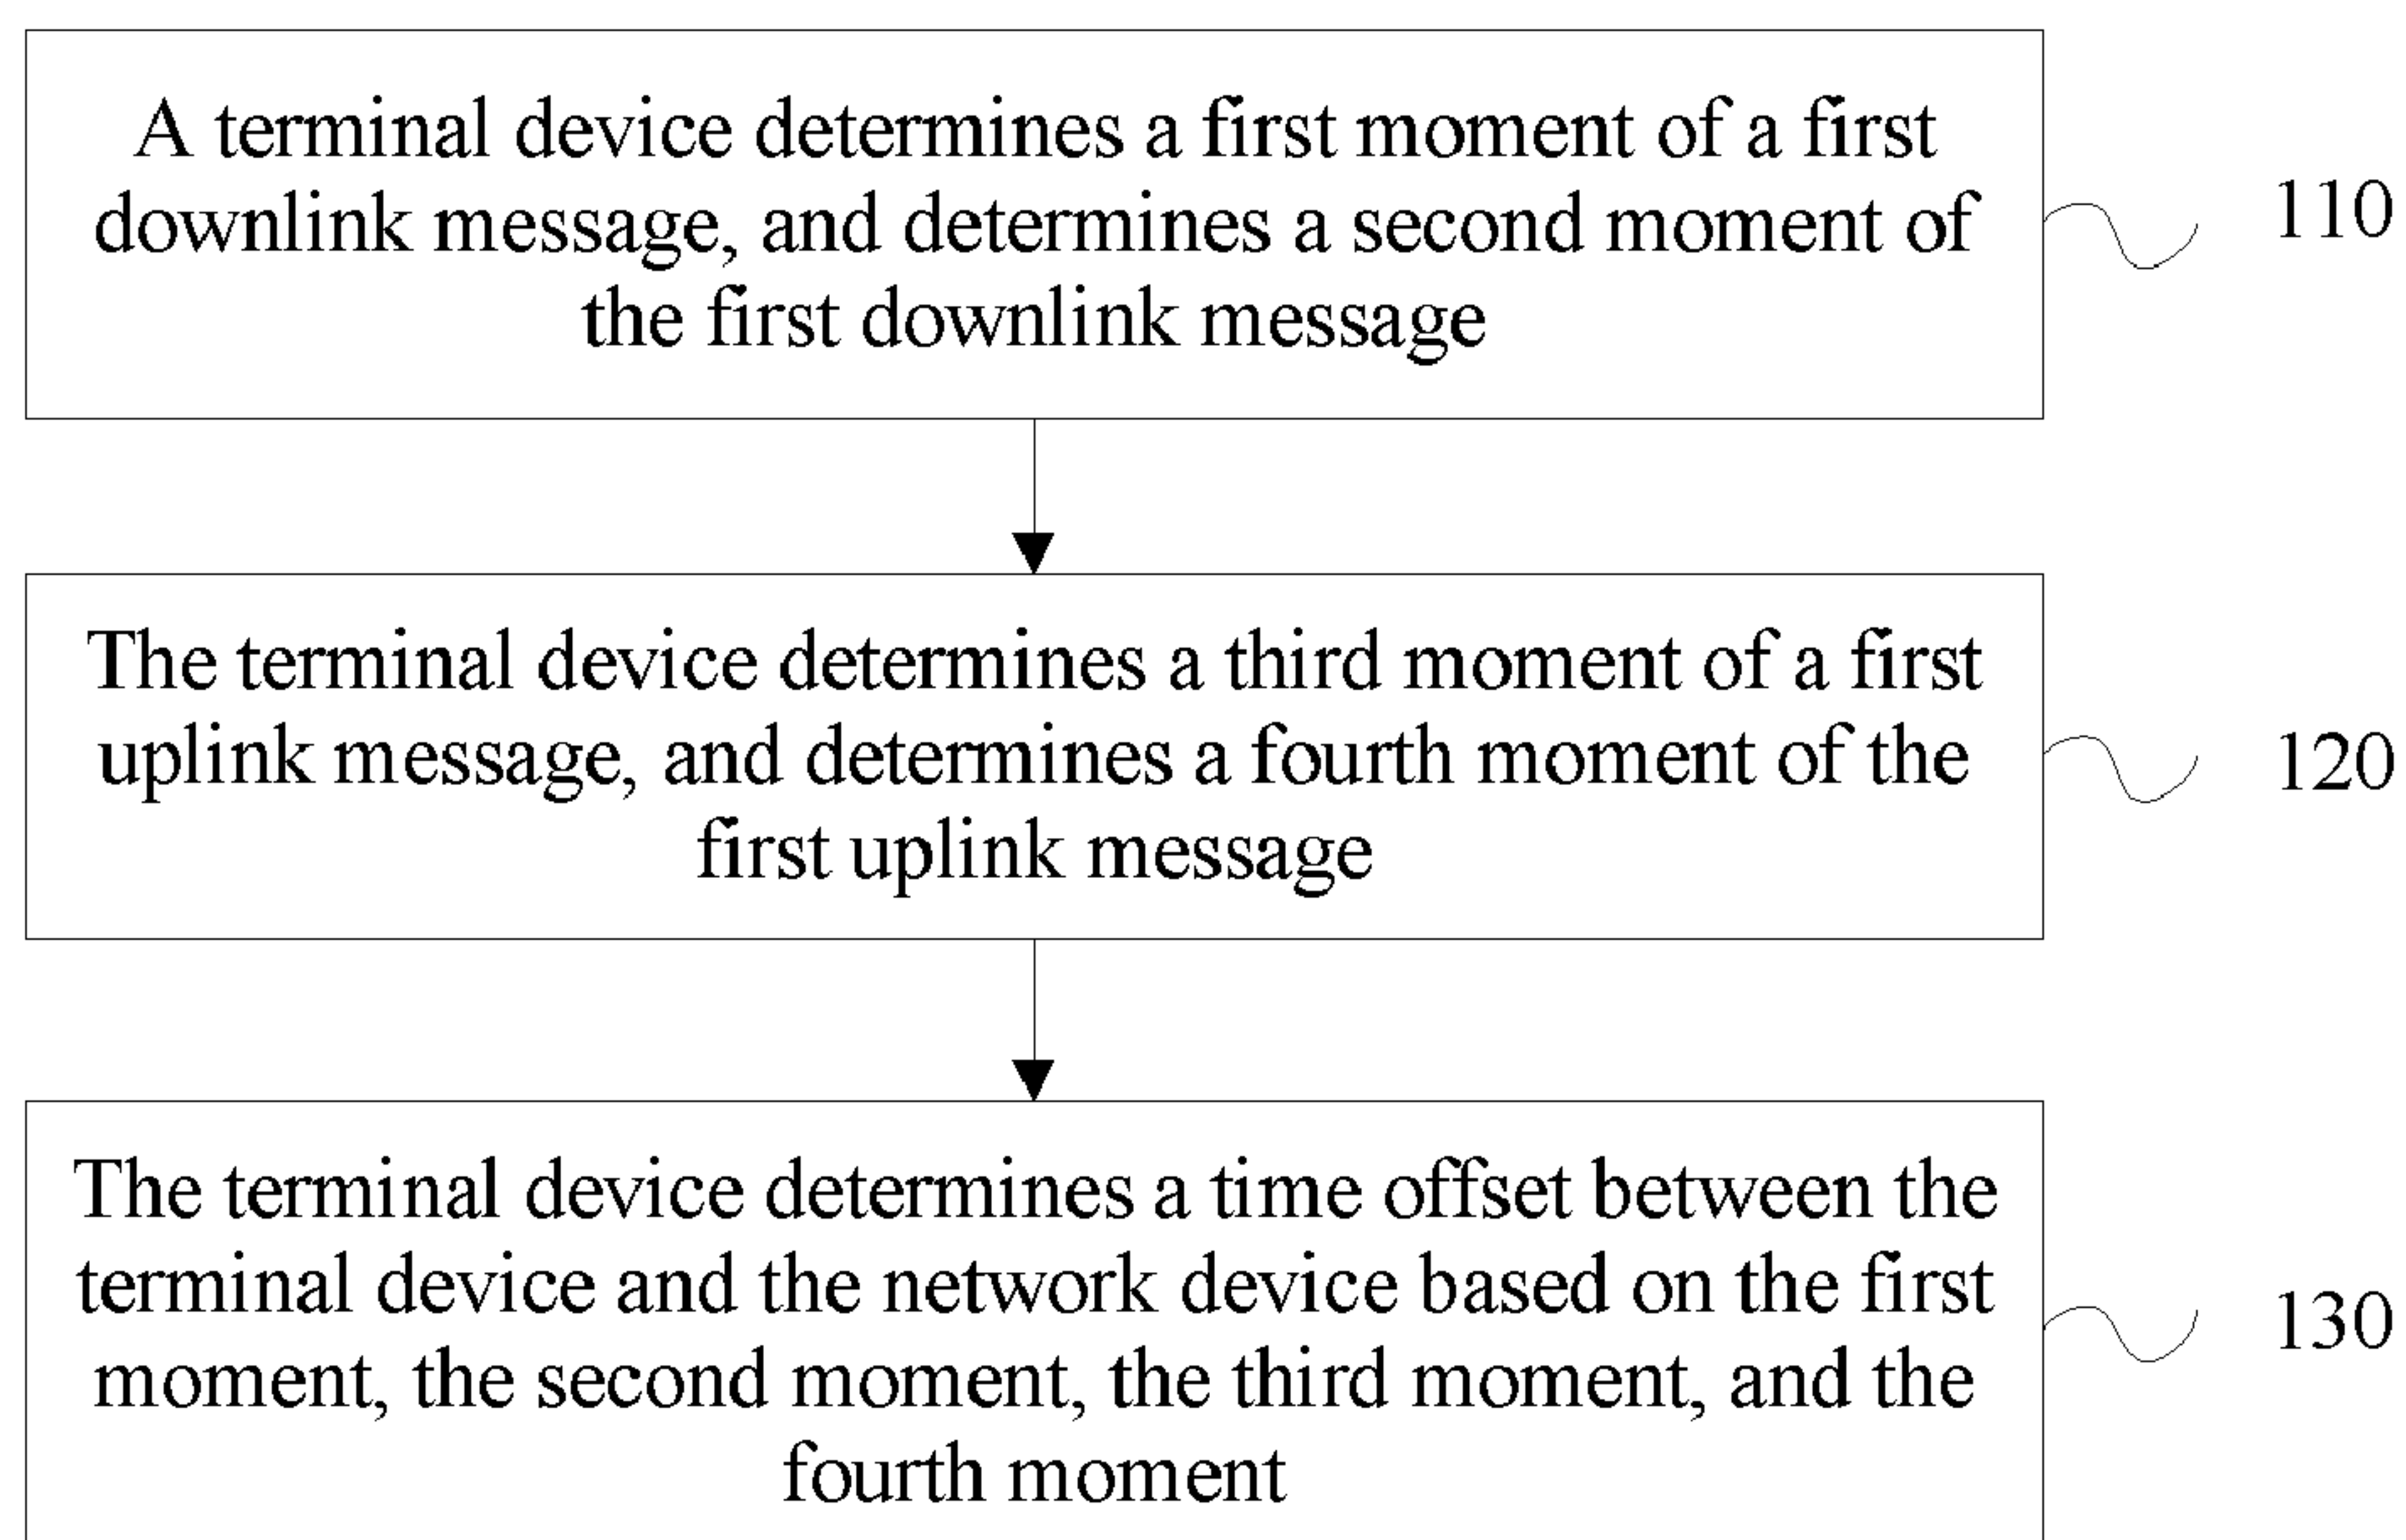 A terminal device determines a first moment of a first
downlink message, and determines a second moment of
the first downlink message
110
The terminal device determines a third moment of a first
uplink message, and determines a fourth moment of the
first uplink message
120
The terminal device determines a time offset between the
terminal device and the network device based on the first
moment, the second moment, the third moment, and the
fourth moment
130